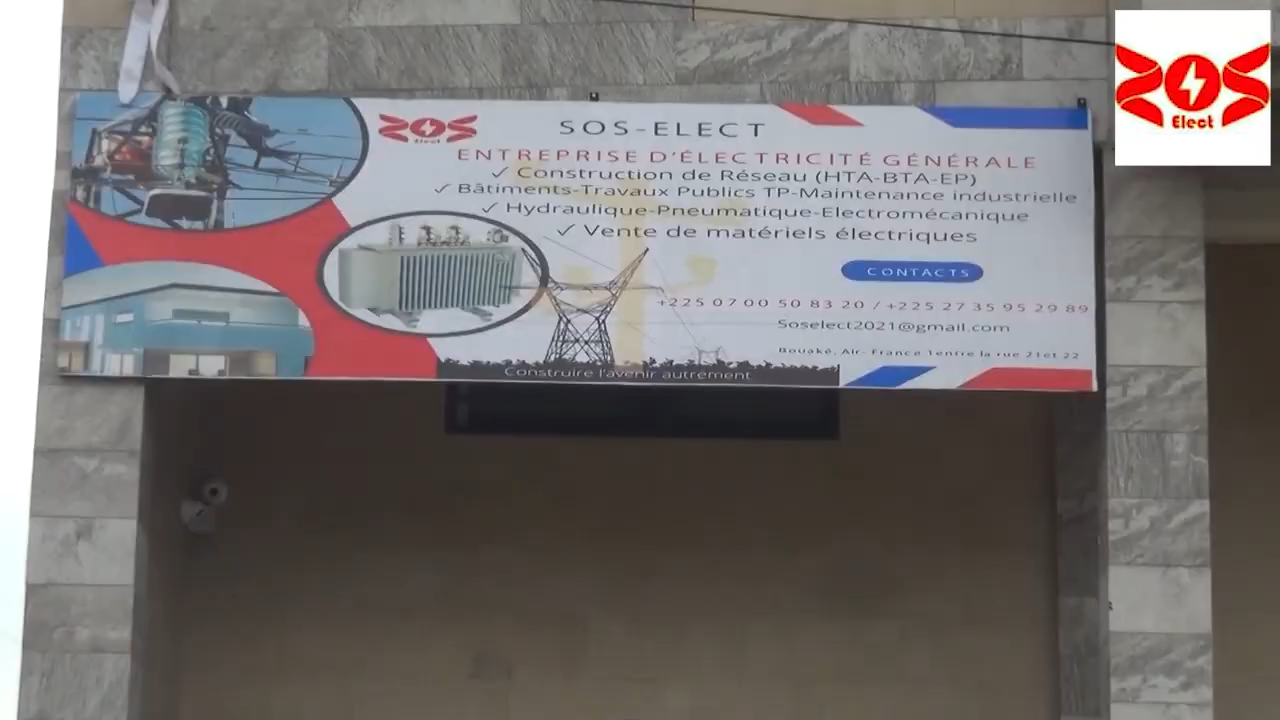 SOS
Elect
SOS
Elect
SOS-ELECT
ENTREPRISE D'ÉLECTRICITÉ GÉNÉRALE
✓ Construction de Réseau (HTA-BTA-EP)
✓ Bâtiments-Travaux Publics TP-Maintenance industrielle
✓ Hydraulique-Pneumatique-Electromécanique
✓ Vente de matériels électriques
CONTACTS
+225 07 00 50 83 20 / +225 27 35 95 29 89
Soselect2021@gmail.com
Bouaké, Air- France 1entre la rue 21et 22
Construire l'avenir autrement